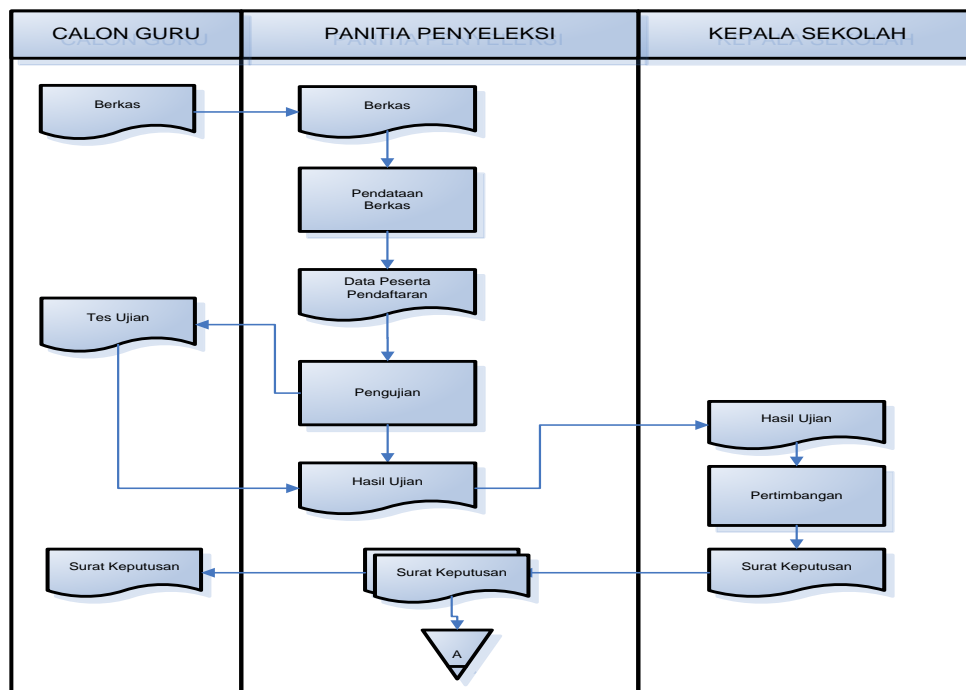 CALON GURU
PANITIA PENYELEKSI
KEPALA SEKOLAH
Berkas
Berkas
Pendataan
Berkas
Data Peserta
Pendaftaran
Tes Ujian
Pengujian
Hasil Ujian
Hasil Ujian
Pertimbangan
Surat Keputusan
Surat Keputusan
Surat Keputusan
A